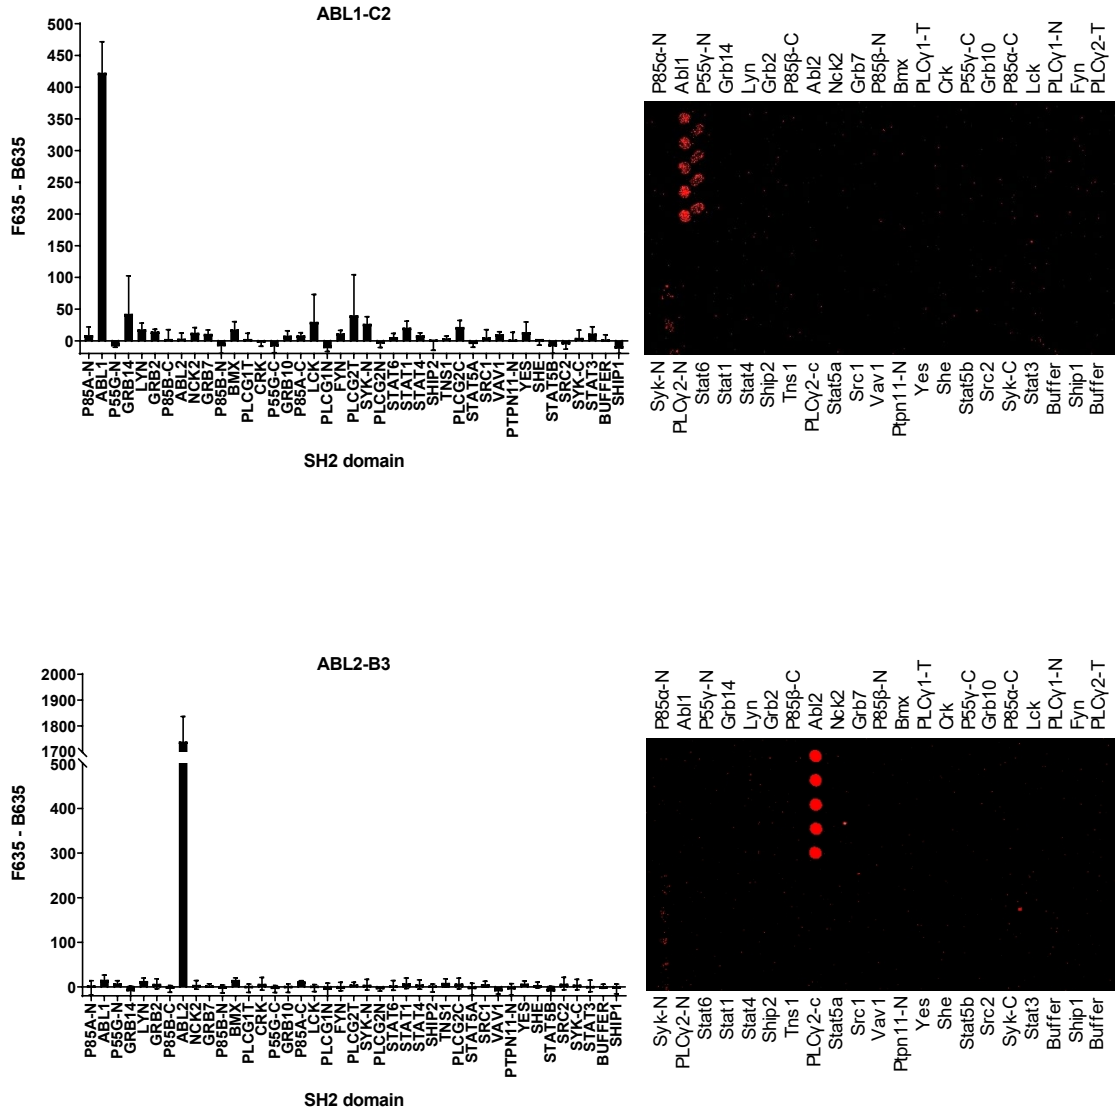 ABL1-C2
500
450
400
350
300
250
200
150
100
50
0
F635 - B635
P85A-N
ABL1
P55G-N
GRB14
LYN
GRB2
P85B-C
ABL2
NCK2
GRB7
P85B-N
BMX
PLCG1T
CRK
P55G-C
GRB10
P85A-C
LCK
PLCG1N
FYN
PLCG2T
SYK-N
PLCG2N
STAT6
STAT1
STAT4
SHIP2
TNS1
PLCG2C
STAT5A
SRC1
VAV1
PTPN11-N
YES
SHE
STAT5B
SRC2
SYK-C
STAT3
BUFFER
SHIP1
SH2 domain
P85α-N
Abl1
P55γ-N
Grb14
Lyn
Grb2
P85β-C
Abl2
Nck2
Grb7
P85β-N
Bmx
PLCγ1-T
Crk
P55γ-C
Grb10
P85α-C
Lck
PLCγ1-N
Fyn
PLCγ2-T
Syk-N
PLCγ2-N
Stat6
Stat1
Stat4
Ship2
Tns1
PLCγ2-c
Stat5a
Src1
Vav1
Ptpn11-N
Yes
She
Stat5b
Src2
Syk-C
Stat3
Buffer
Ship1
Buffer
ABL2-B3
2000
1900
1800
1700
500
400
300
200
100
0
F635 - B635
P85A-N
ABL1
P55G-N
GRB14
LYN
GRB2
P85B-C
ABL2
NCK2
GRB7
P85B-N
BMX
PLCG1T
CRK
P55G-C
GRB10
P85A-C
LCK
PLCG1N
FYN
PLCG2T
SYK-N
PLCG2N
STAT6
STAT1
STAT4
SHIP2
TNS1
PLCG2C
STAT5A
SRC1
VAV1
PTPN11-N
YES
SHE
STAT5B
SRC2
SYK-C
STAT3
BUFFER
SHIP1
SH2 domain
P85α-N
Abl1
P55γ-N
Grb14
Lyn
Grb2
P85β-C
Abl2
Nck2
Grb7
P85β-N
Bmx
PLCγ1-T
Crk
P55γ-C
Grb10
P85α-C
Lck
PLCγ1-N
Fyn
PLCγ2-T
Syk-N
PLCγ2-N
Stat6
Stat1
Stat4
Ship2
Tns1
PLCγ2-c
Stat5a
Src1
Vav1
Ptpn11-N
Yes
She
Stat5b
Src2
Syk-C
Stat3
Buffer
Ship1
Buffer